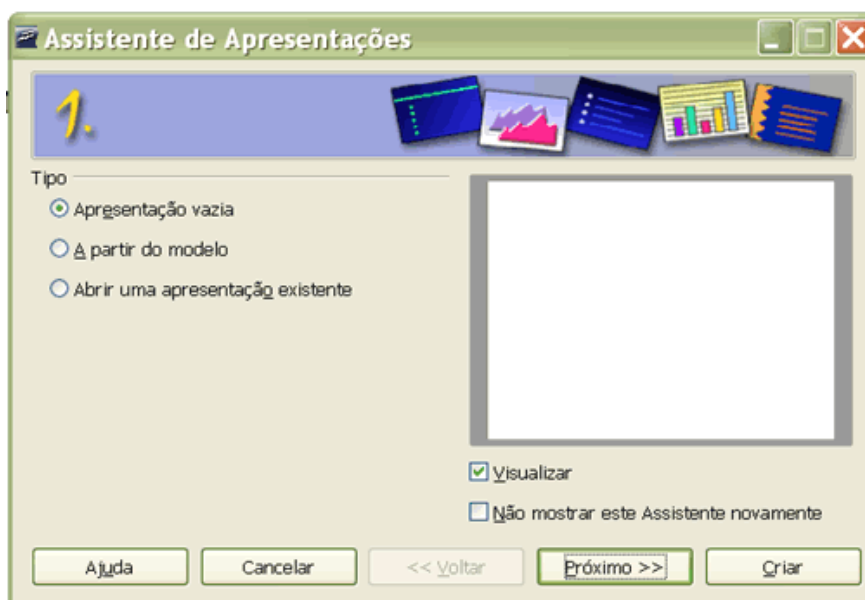 Assistente de Apresentações
1.
Tipo
Apresentação vazia
A partir do modelo
Abrir uma apresentação existente
Visualizar
Não mostrar este Assistente novamente
Ajuda
Cancelar
<< Voltar
Próximo >>
Criar